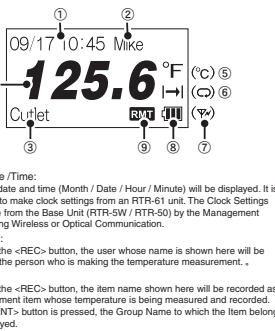 ① ②
09/17 10:45 Mike
125.6 °F (°C) ⑤
⑥
Cutlet RMT
③ ⑨ ⑧ ⑦
e /Time:
date and time (Month / Date / Hour / Minute) will be displayed. It is
to make clock settings from an RTR-61 unit. The Clock Settings
e from the Base Unit (RTR-5W / RTR-50) by the Management
ng Wireless or Optical Communication.
:
the <REC> button, the user whose name is shown here will be
the person who is making the temperature measurement. 。
the <REC> button, the item name shown here will be recorded as
ment item whose temperature is being measured and recorded.
NT> button is pressed, the Group Name to which the Item belong
yed.